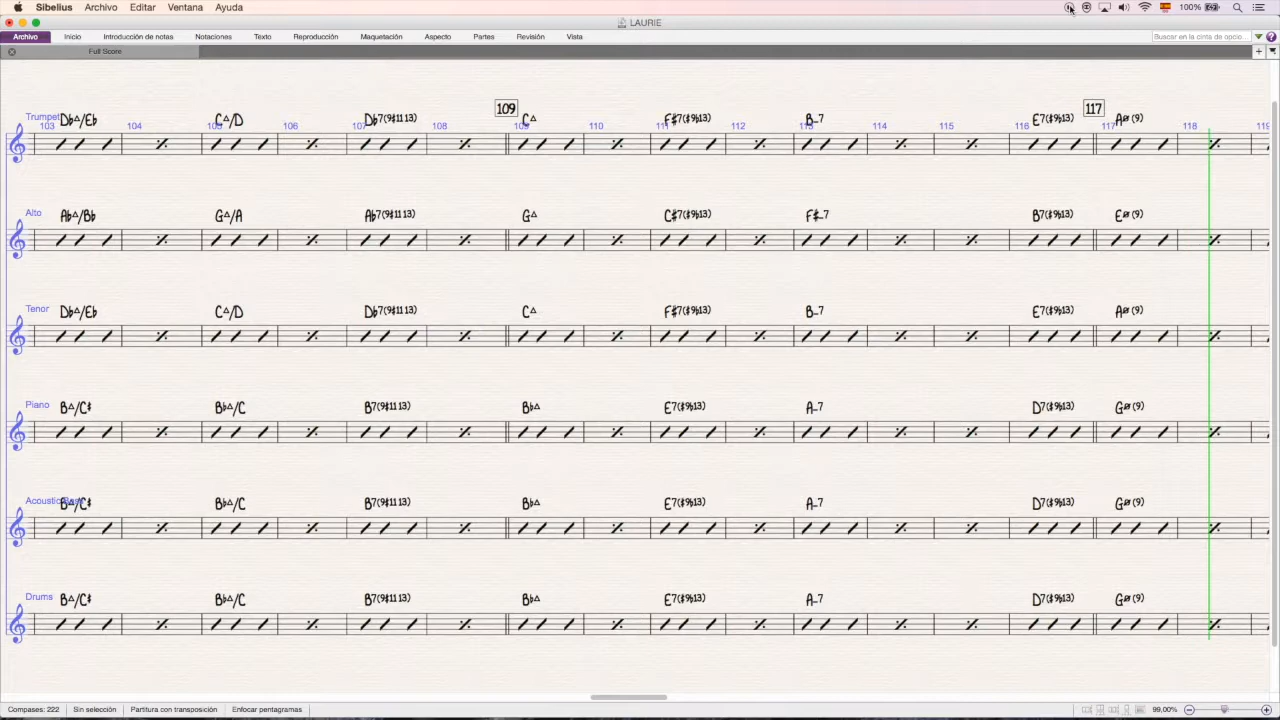 Sibelius Archivo Editar Ventana Ayuda 100%
LAURIE
Archivo Inicio Introducción de notas Notaciones Texto Reproducción Maquetación Aspecto Partes Revisión Vista Buscar en la cinta de opcio...
Full Score
109 117
Trumpet D♭△/E♭ C△/D D♭7(9♯11 13) C△ F♯7(♯9♭13) B-7 E7(♯9♭13) Aø(9)
103 104 105 106 107 108 109 110 111 112 113 114 115 116 117 118 119
Alto A♭△/B♭ G△/A A♭7(9♯11 13) G△ C♯7(♯9♭13) F♯-7 B7(♯9♭13) Eø(9)
Tenor D♭△/E♭ C△/D D♭7(9♯11 13) C△ F♯7(♯9♭13) B-7 E7(♯9♭13) Aø(9)
Piano B△/C♯ B♭△/C B7(9♯11 13) B♭△ E7(♯9♭13) A-7 D7(♯9♭13) Gø(9)
Acoustic Bass B△/C♯ B♭△/C B7(9♯11 13) B♭△ E7(♯9♭13) A-7 D7(♯9♭13) Gø(9)
Drums B△/C♯ B♭△/C B7(9♯11 13) B♭△ E7(♯9♭13) A-7 D7(♯9♭13) Gø(9)
Compases: 222 Sin selección Partitura con transposición Enfocar pentagramas 99,00%